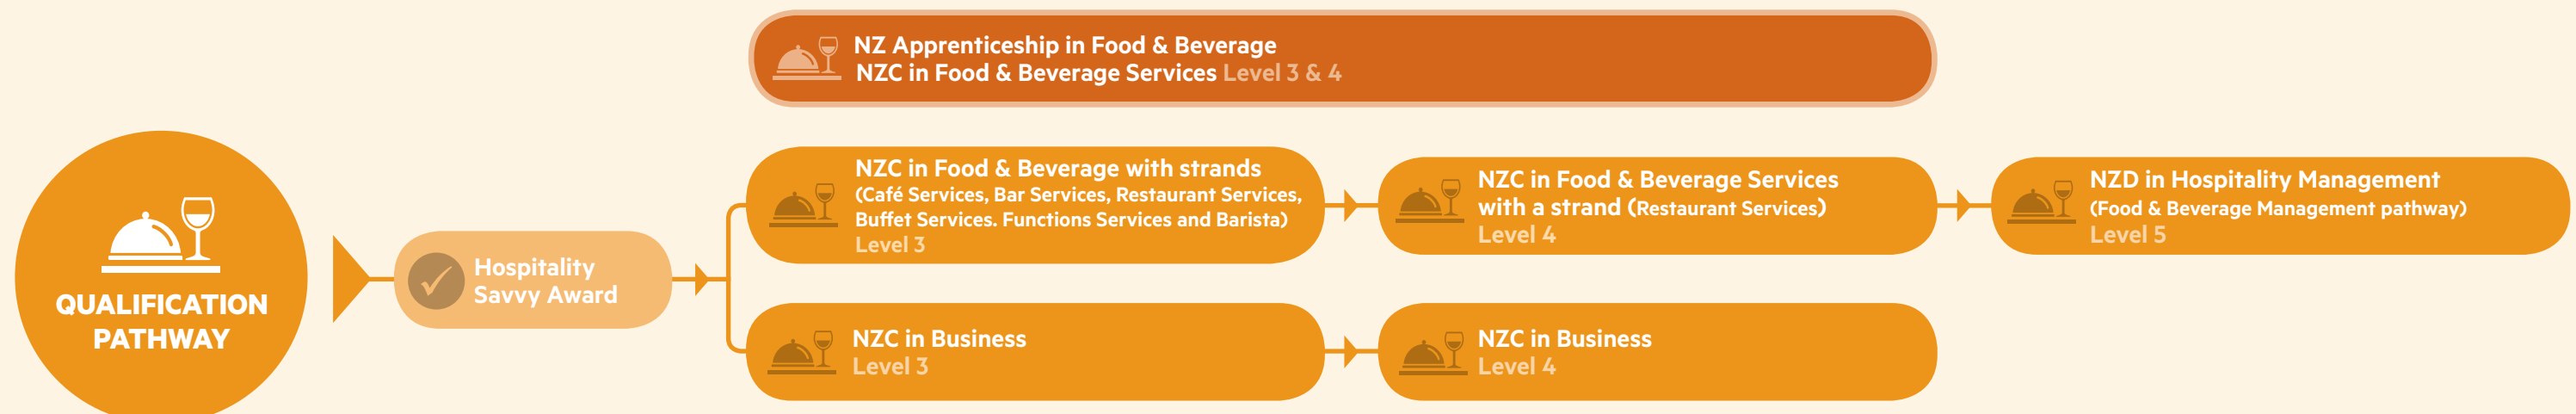 NZ Apprenticeship in Food & Beverage
NZC in Food & Beverage Services Level 3 & 4
QUALIFICATION
PATHWAY
Hospitality
Savvy Award
NZC in Food & Beverage with strands
(Café Services, Bar Services, Restaurant Services,
Buffet Services. Functions Services and Barista)
Level 3
NZC in Food & Beverage Services
with a strand (Restaurant Services)
Level 4
NZD in Hospitality Management
(Food & Beverage Management pathway)
Level 5
NZC in Business
Level 3
NZC in Business
Level 4